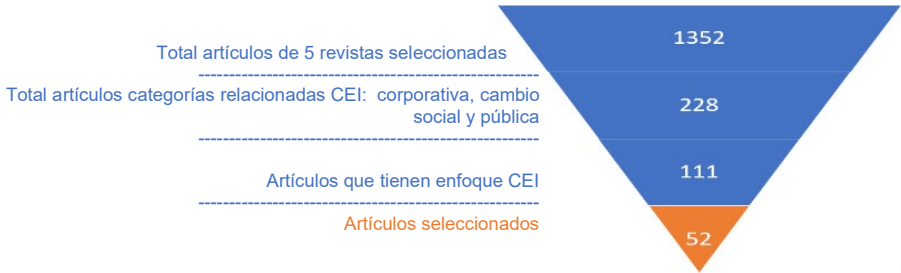 1352
Total artículos de 5 revistas seleccionadas
-------------------------------------------------------
Total artículos categorías relacionadas CEI: corporativa, cambio
social y pública
228
-------------------------------------------------------
Artículos que tienen enfoque CEI
111
-------------------------------------------------------
Artículos seleccionados
52